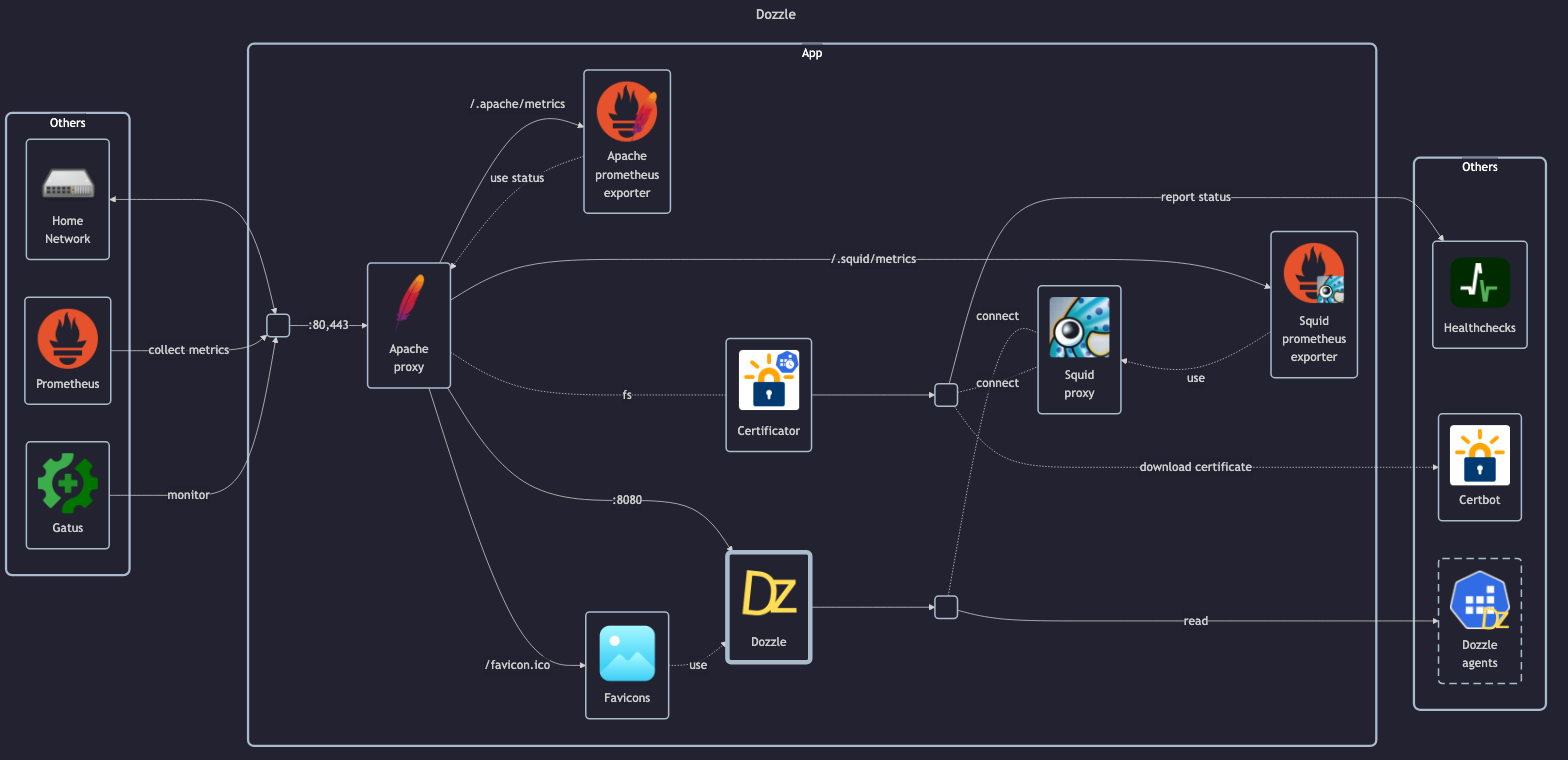 Dozzle
App
Others
Home
Network
Prometheus
Gatus
collect metrics
monitor
:80,443
Apache
proxy
/.apache/metrics
use status
Apache
prometheus
exporter
/.squid/metrics
fs
:8080
/favicon.ico
Certificator
Dz
Dozzle
Favicons
use
connect
connect
Squid
proxy
use
Squid
prometheus
exporter
report status
download certificate
read
Others
Healthchecks
Certbot
Dz
Dozzle
agents